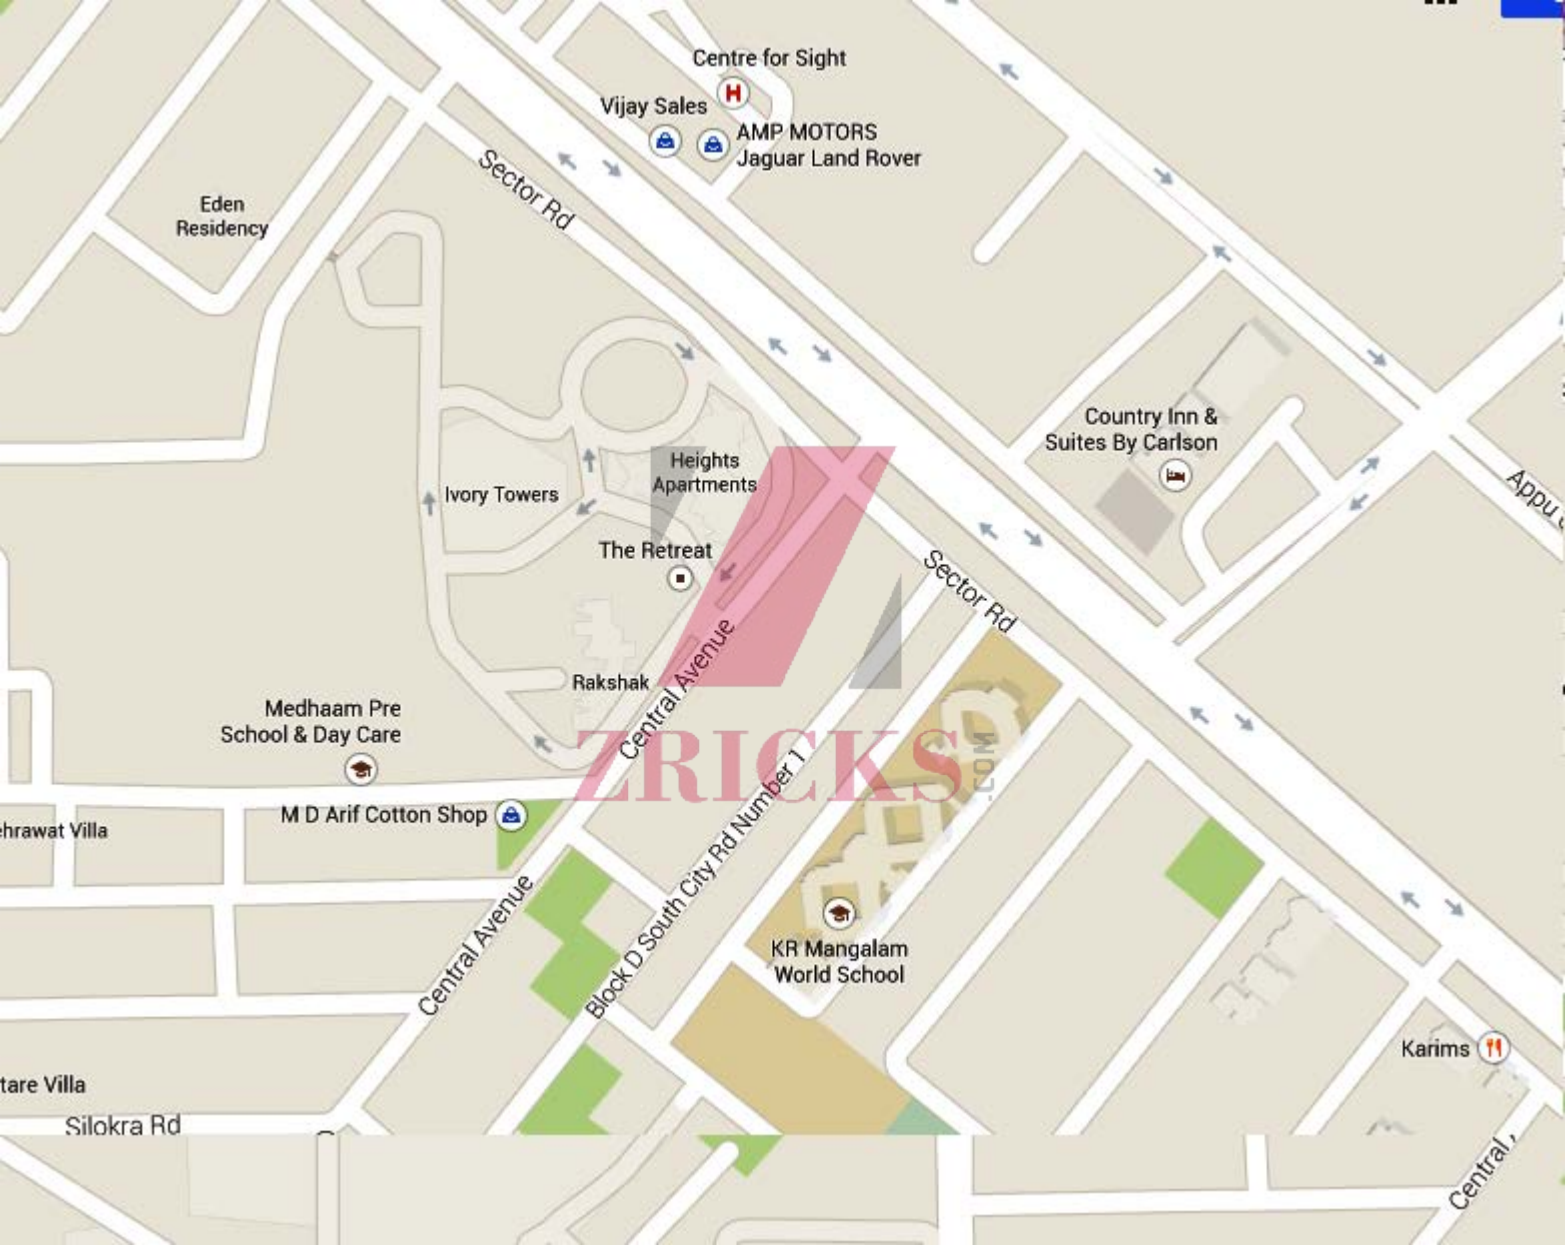 Centre for Sight
Vijay Sales
AMP MOTORS
Jaguar Land Rover
Sector Rd
Eden
Residency
Country Inn &
Suites By Carlson
Heights
Apartments
Ivory Towers
Appu
The Retreat
Sector Rd
Central Avenue
Rakshak
Medhaam Pre
School & Day Care
ZRICKS
.COM
M D Arif Cotton Shop
ehrawat Villa
Block D South City Rd Number 1
Central Avenue
KR Mangalam
World School
Karims
tare Villa
Silokra Rd
Central